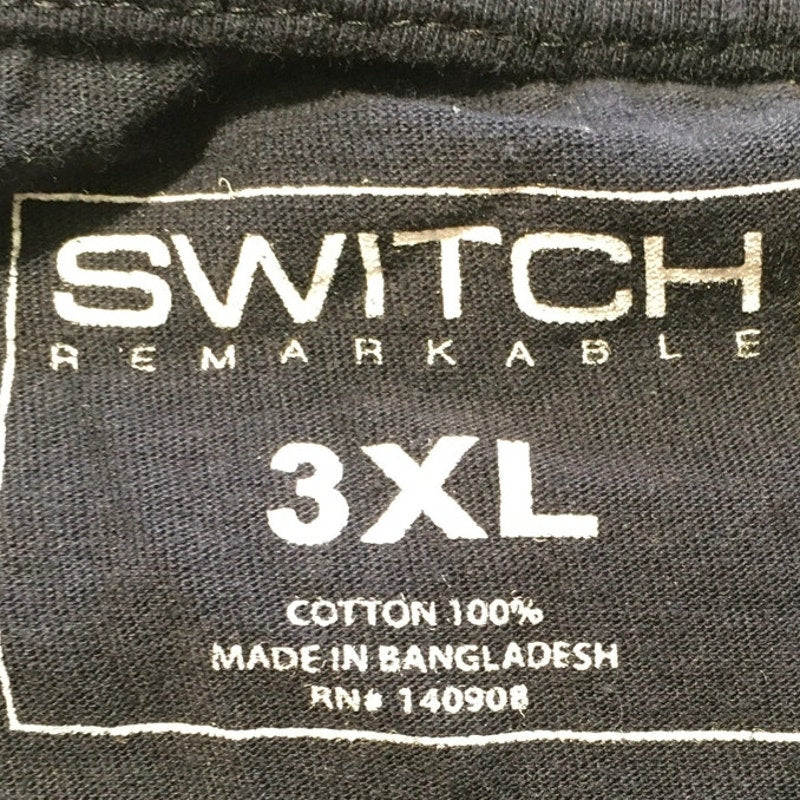 SWITCH
REMARKABLE
3XL
COTTON 100%
MADE IN BANGLADESH
RN# 140908